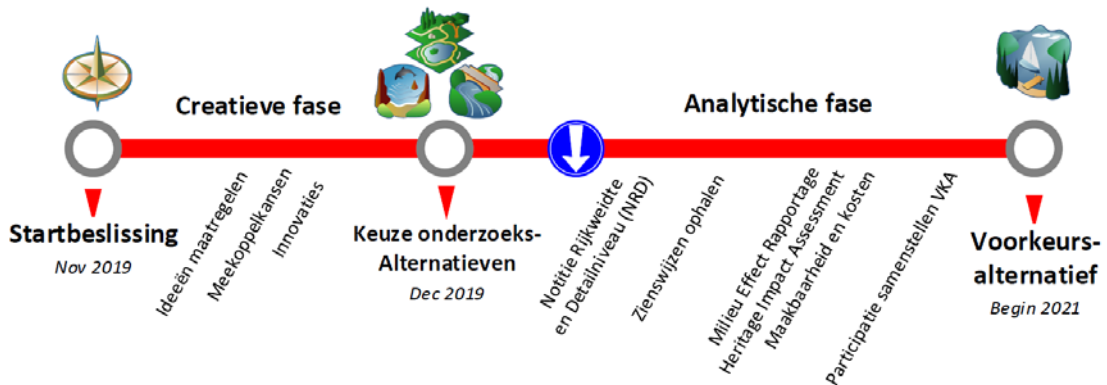 Creatieve fase
Analytische fase
Startbeslissing
Nov 2019
Ideeën maatregelen
Meekoppelkansen
Innovaties
Keuze onderzoeks-
Alternatieven
Dec 2019
Notitie Rijkweidte
en Detailniveau (NRD)
Zienswijzen ophalen
Milieu Effect Rapportage
Heritage Impact Assessment
Maakbaarheid en kosten
Participatie samenstellen VKA
Voorkeurs-
alternatief
Begin 2021